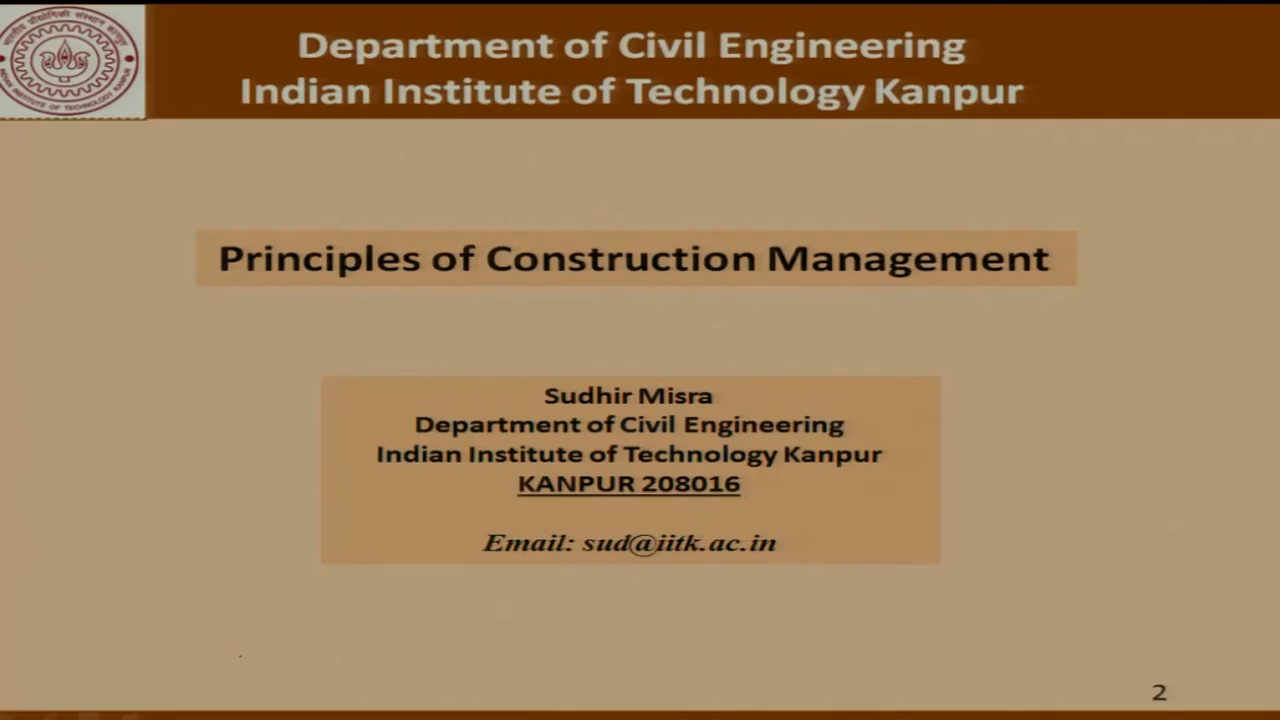 Department of Civil Engineering
Indian Institute of Technology Kanpur
Principles of Construction Management
Sudhir Misra
Department of Civil Engineering
Indian Institute of Technology Kanpur
KANPUR 208016
Email: sud@iitk.ac.in
2